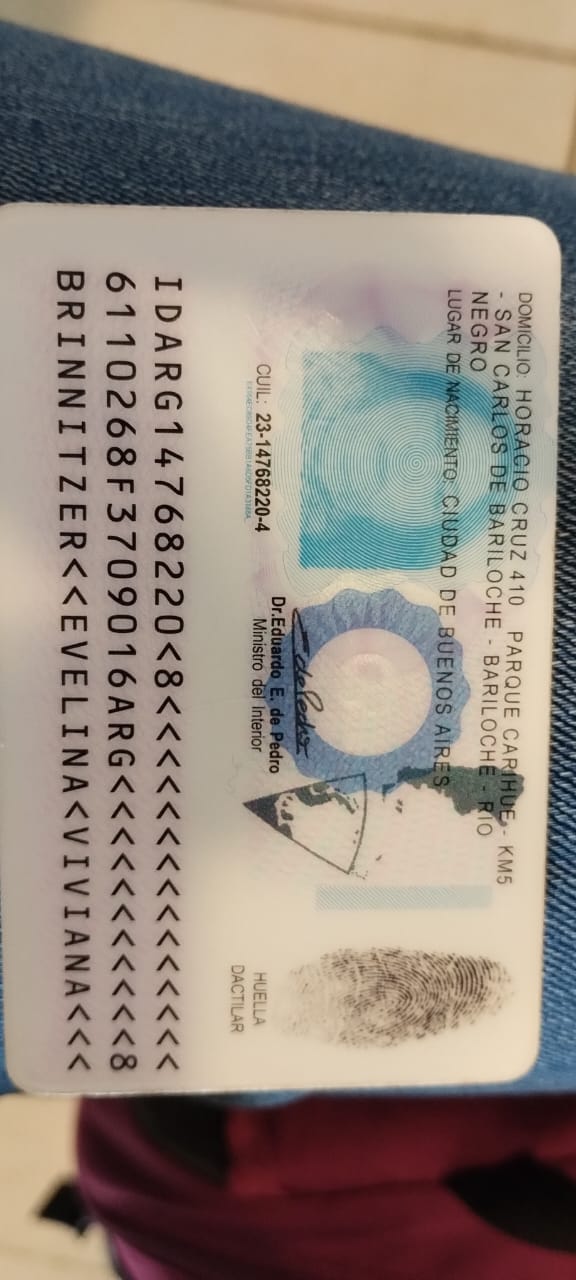 DOMICILIO: HORACIO CRUZ 410 PARQUE CARIHUE - KM5
- SAN CARLOS DE BARILOCHE - BARILOCHE - RIO
NEGRO
LUGAR DE NACIMIENTO: CIUDAD DE BUENOS AIRES
CUIL: 23-14768220-4
Dr.Eduardo E. de Pedro
Ministro del Interior
HUELLA
DACTILAR
IDARG14768220<8<<<<<<<<<<<<<<<
6110268F3709016ARG<<<<<<<<<<<8
BRINNITZER<<EVELINA<VIVIANA<<<